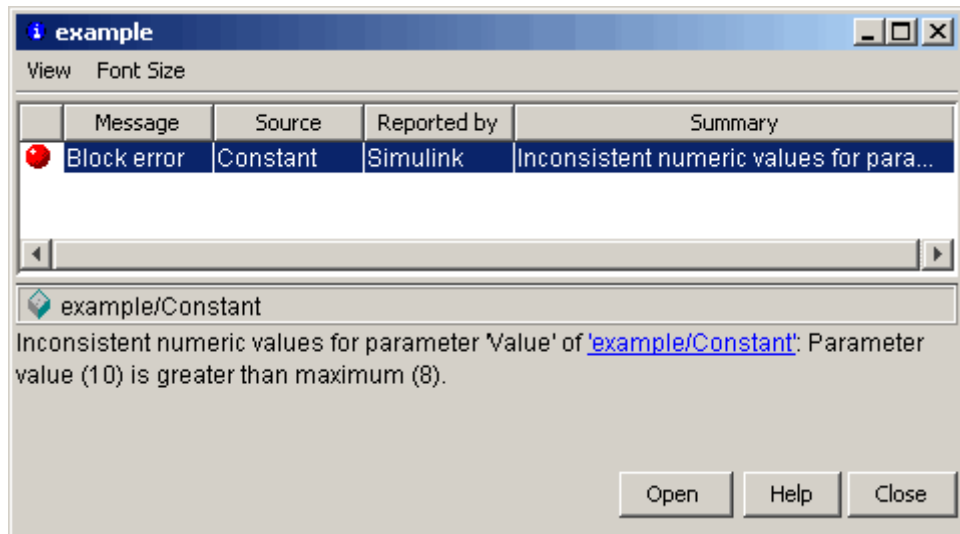 example
View Font Size
Message Source Reported by Summary
Block error Constant Simulink Inconsistent numeric values for para...
example/Constant
Inconsistent numeric values for parameter 'Value' of 'example/Constant': Parameter
value (10) is greater than maximum (8).
Open Help Close